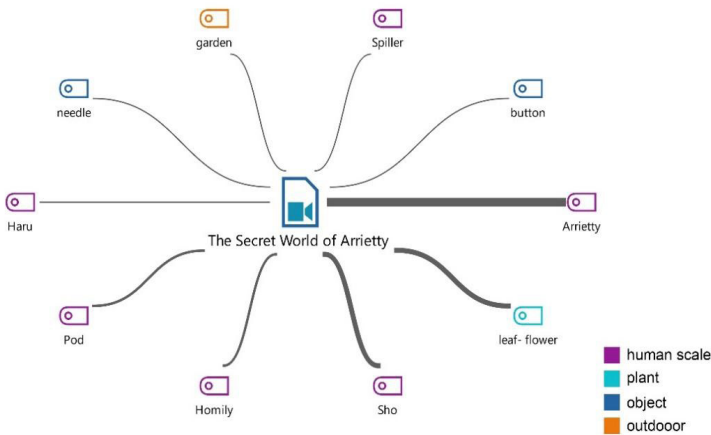 garden
Spiller
needle
button
Haru
Arrietty
The Secret World of Arrietty
Pod
leaf- flower
Homily
Sho
human scale
plant
object
outdooor